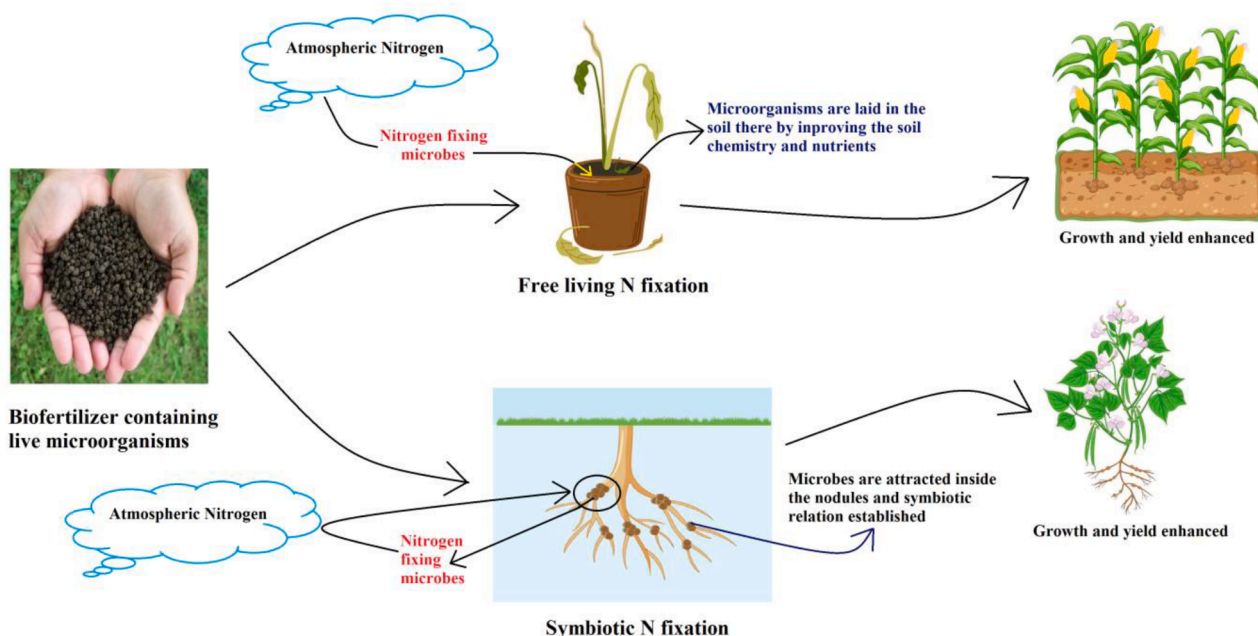 Atmospheric Nitrogen
Nitrogen fixing
microbes
Microorganisms are laid in the
soil there by inproving the soil
chemistry and nutrients
Growth and yield enhanced
Free living N fixation
Biofertilizer containing
live microorganisms
Atmospheric Nitrogen
Nitrogen
fixing
microbes
Microbes are attracted inside
the nodules and symbiotic
relation established
Growth and yield enhanced
Symbiotic N fixation